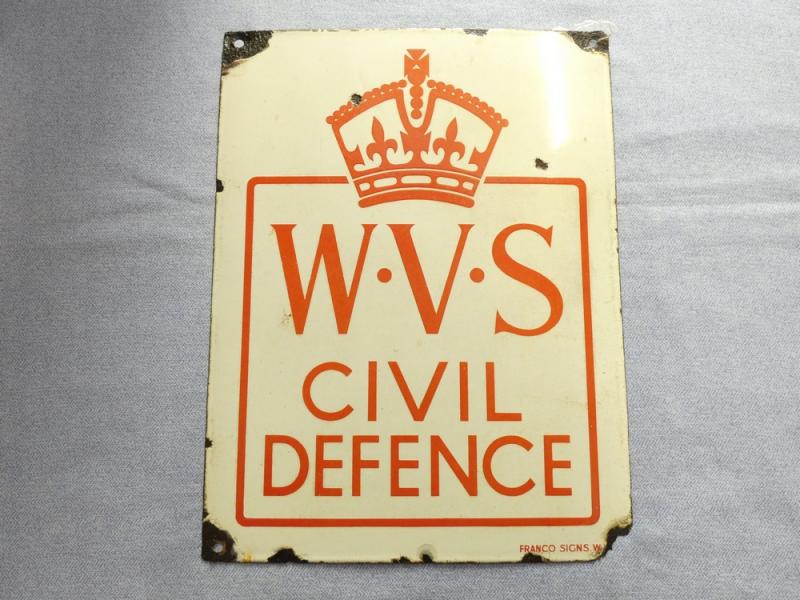 W·V·S
CIVIL
DEFENCE
FRANCO SIGNS. W